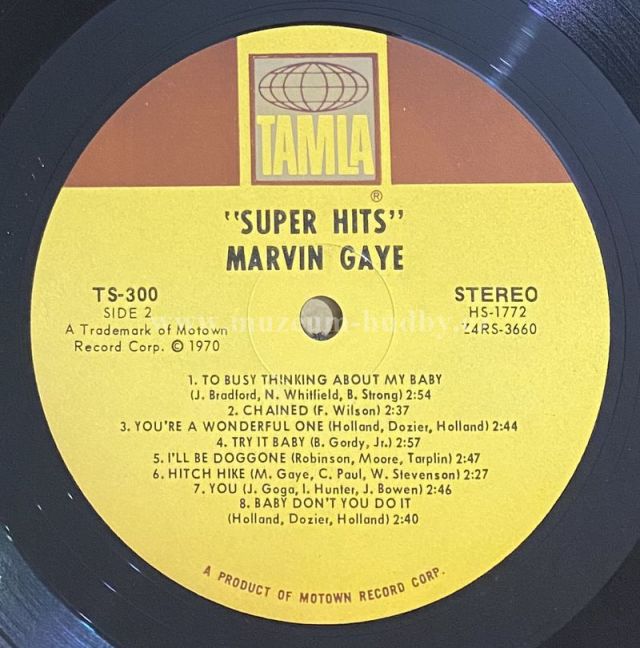 TAMLA
®
"SUPER HITS"
MARVIN GAYE
TS-300
SIDE 2
A Trademark of Motown
Record Corp. © 1970
STEREO
HS-1772
Z4RS-3660
1. TO BUSY THINKING ABOUT MY BABY
(J. Bradford, N. Whitfield, B. Strong) 2:54
2. CHAINED (F. Wilson) 2:37
3. YOU'RE A WONDERFUL ONE (Holland, Dozier, Holland) 2:44
4. TRY IT BABY (B. Gordy, Jr.) 2:57
5. I'LL BE DOGGONE (Robinson, Moore, Tarplin) 2:47
6. HITCH HIKE (M. Gaye, C. Paul, W. Stevenson) 2:27
7. YOU (J. Goga, I. Hunter, J. Bowen) 2:46
8. BABY DON'T YOU DO IT
(Holland, Dozier, Holland) 2:40
A PRODUCT OF MOTOWN RECORD CORP.